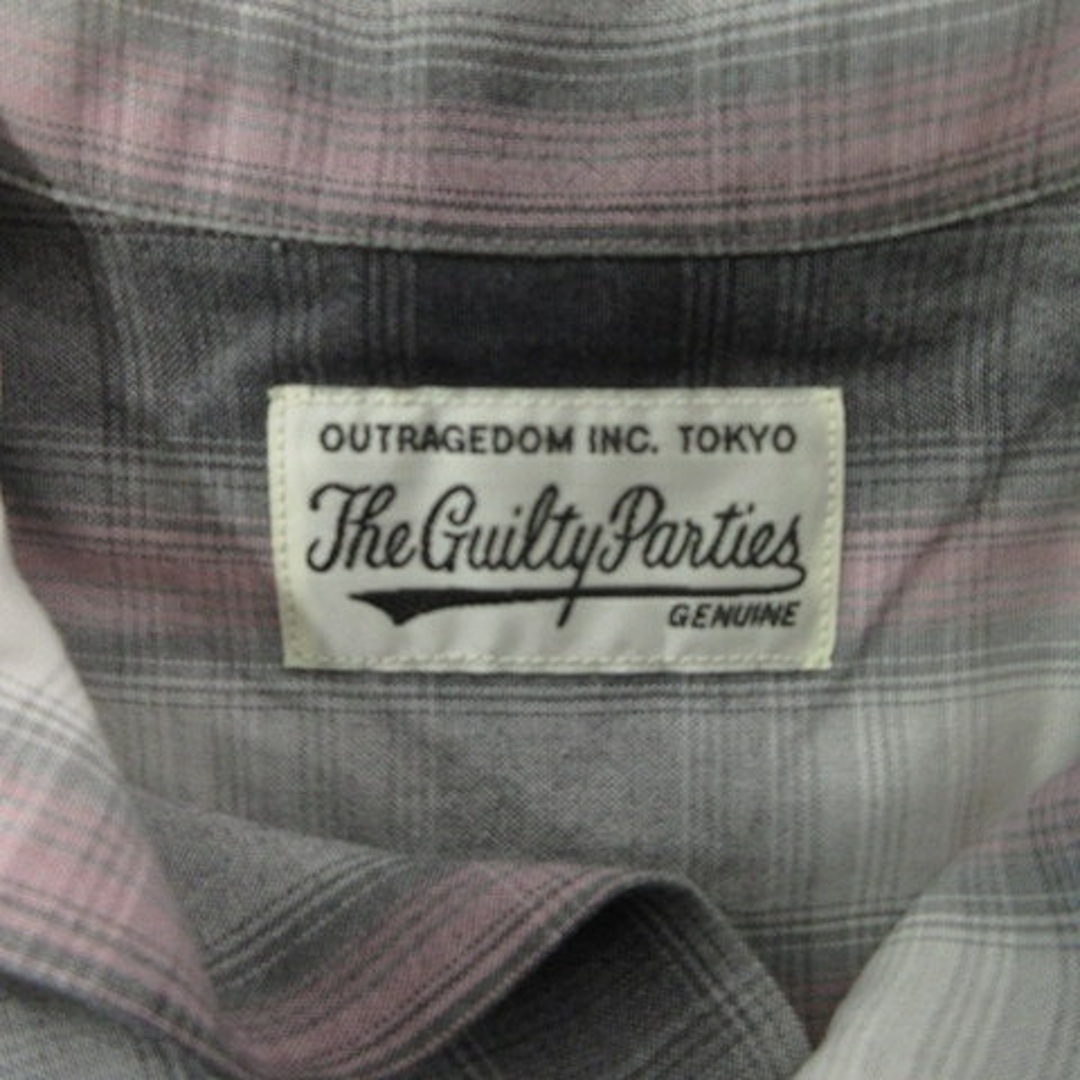 OUTRAGEDOM INC. TOKYO
The Guilty Parties
GENUINE